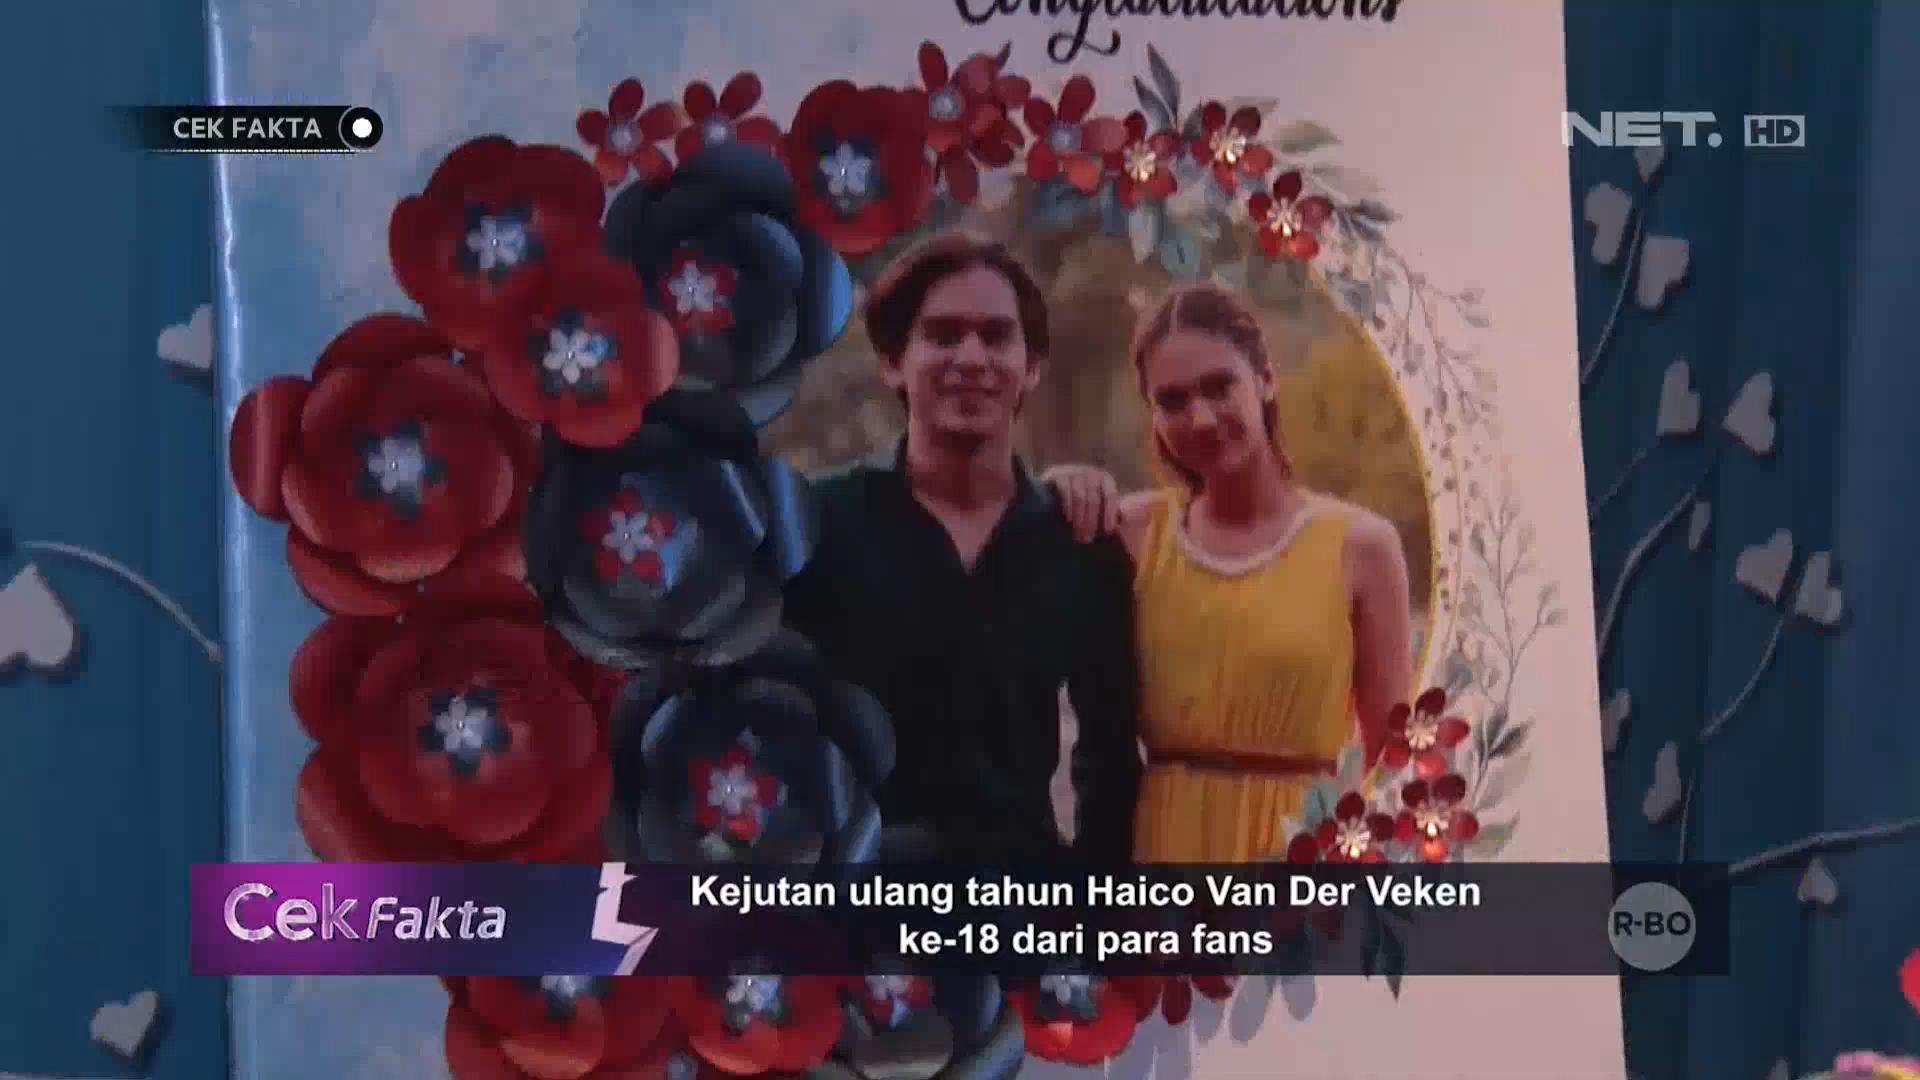 Congratulations
CEK FAKTA
NET. HD
Cek Fakta
Kejutan ulang tahun Haico Van Der Veken
ke-18 dari para fans
R-BO